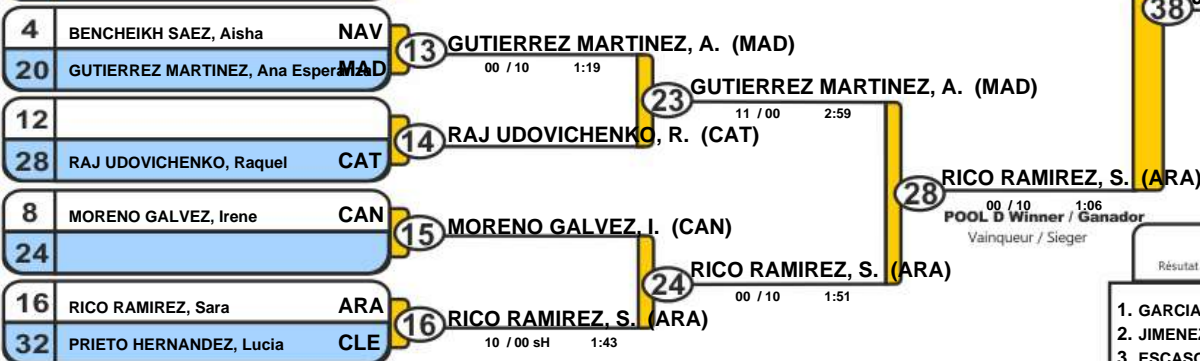 38
4 BENCHEIKH SAEZ, Aisha NAV
20 GUTIERREZ MARTINEZ, Ana Esperanza MAD
13 GUTIERREZ MARTINEZ, A. (MAD)
00 / 10 1:19
23 GUTIERREZ MARTINEZ, A. (MAD)
11 / 00 2:59
12
28 RAJ UDOVICHENKO, Raquel CAT
14 RAJ UDOVICHENKO, R. (CAT)
28 RICO RAMIREZ, S. (ARA)
00 / 10 1:06
POOL D Winner / Ganador
Vainqueur / Sieger
8 MORENO GALVEZ, Irene CAN
24
15 MORENO GALVEZ, I. (CAN)
24 RICO RAMIREZ, S. (ARA)
00 / 10 1:51
16 RICO RAMIREZ, Sara ARA
32 PRIETO HERNANDEZ, Lucia CLE
16 RICO RAMIREZ, S. (ARA)
10 / 00 sH 1:43
Résutat
1. GARCIA
2. JIMENEZ
3. ESCASO